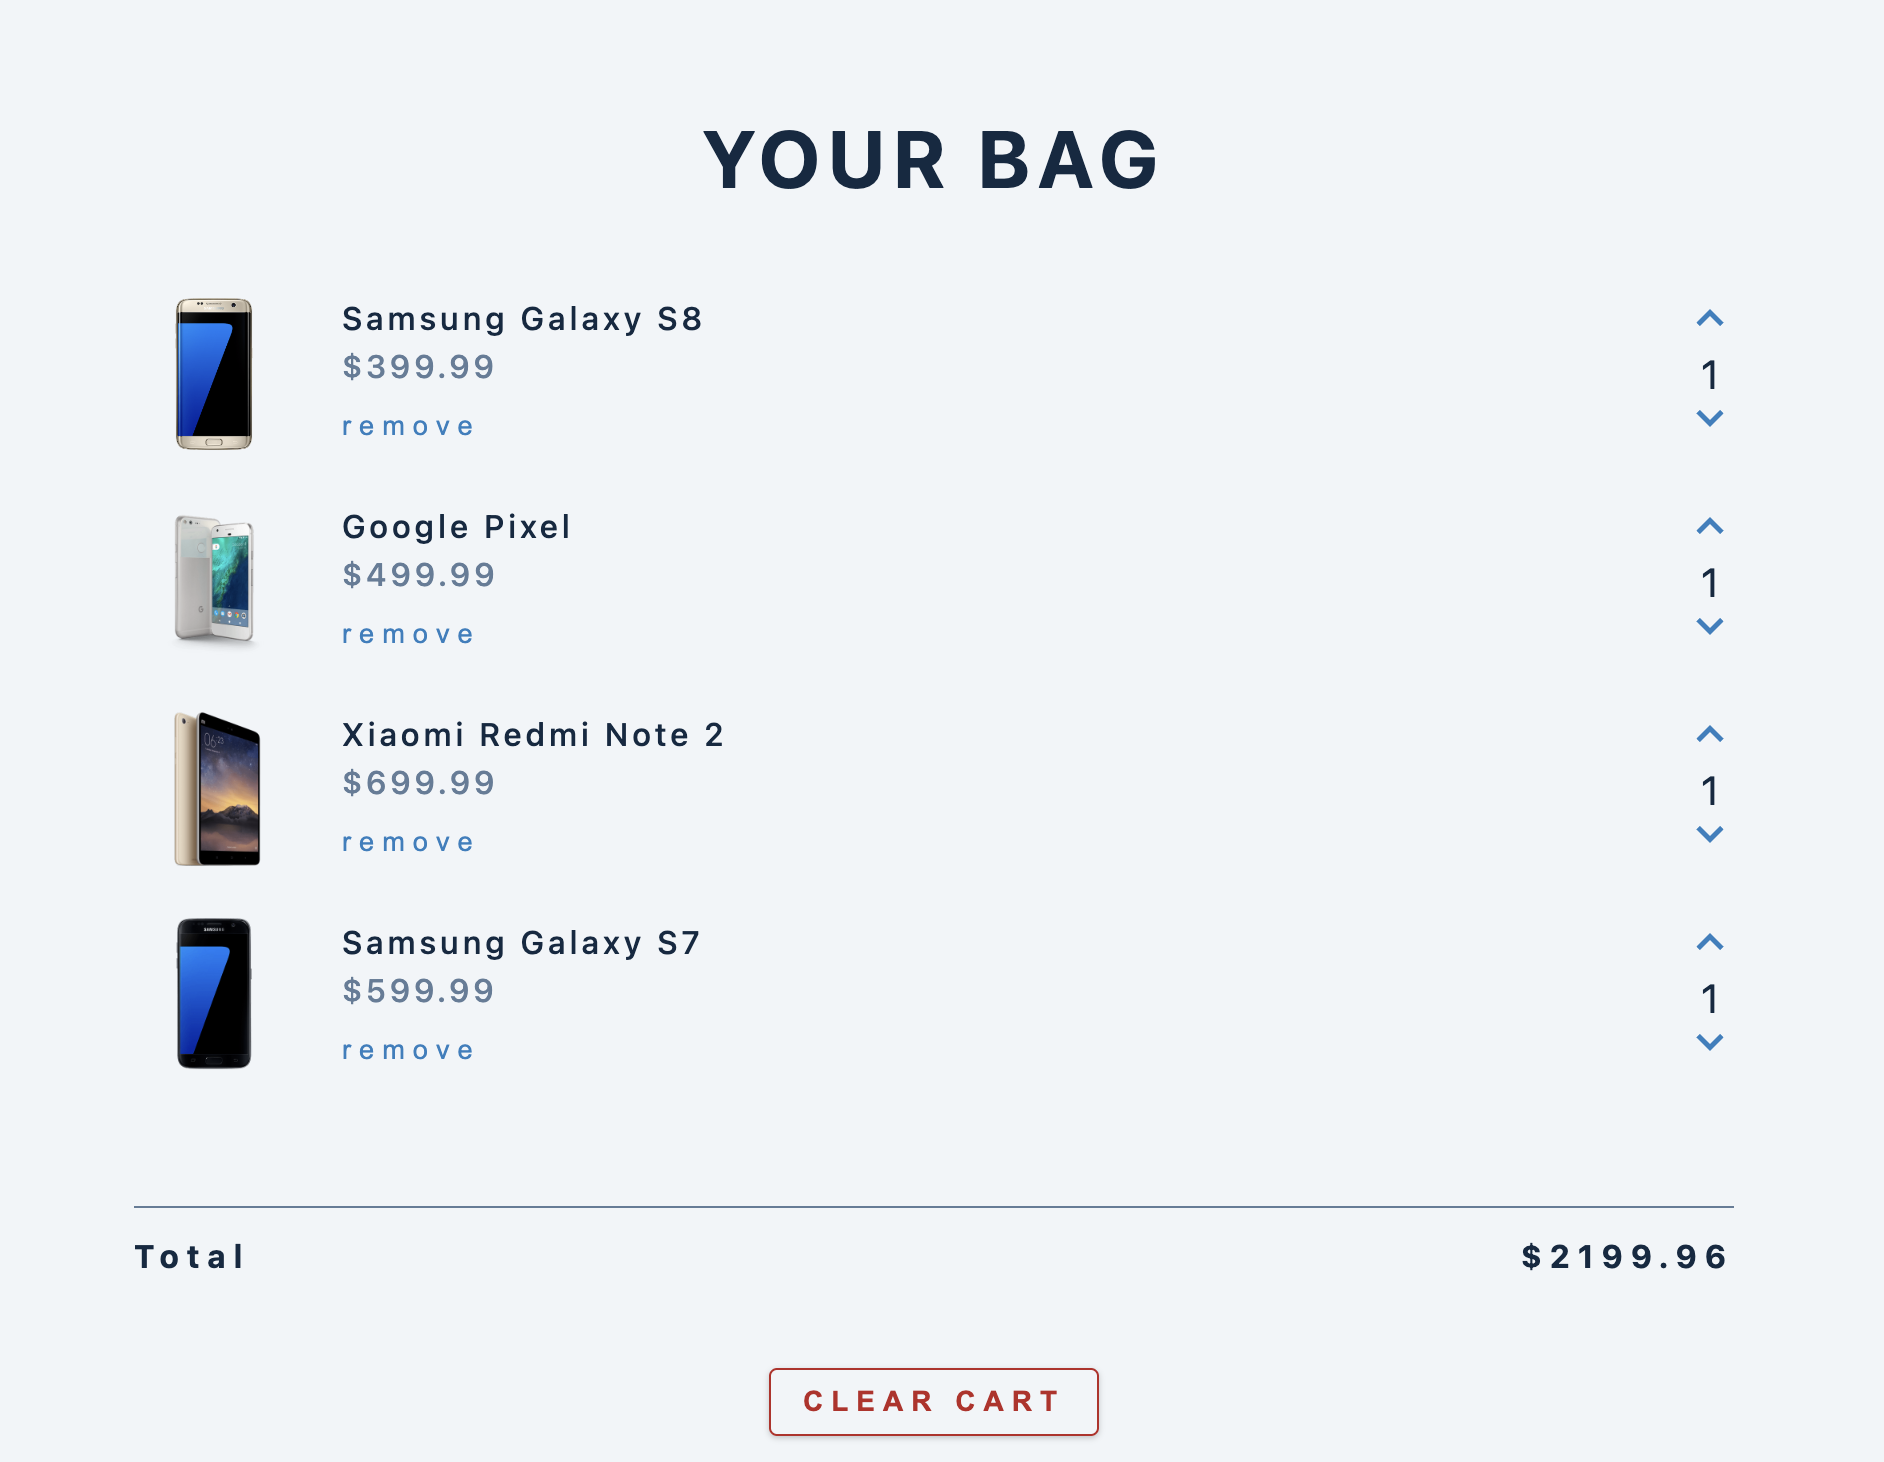 YOUR BAG
Samsung Galaxy S8
$399.99
1
remove
Google Pixel
$499.99
1
remove
Xiaomi Redmi Note 2
$699.99
1
remove
Samsung Galaxy S7
$599.99
1
remove
Total $2199.96
CLEAR CART